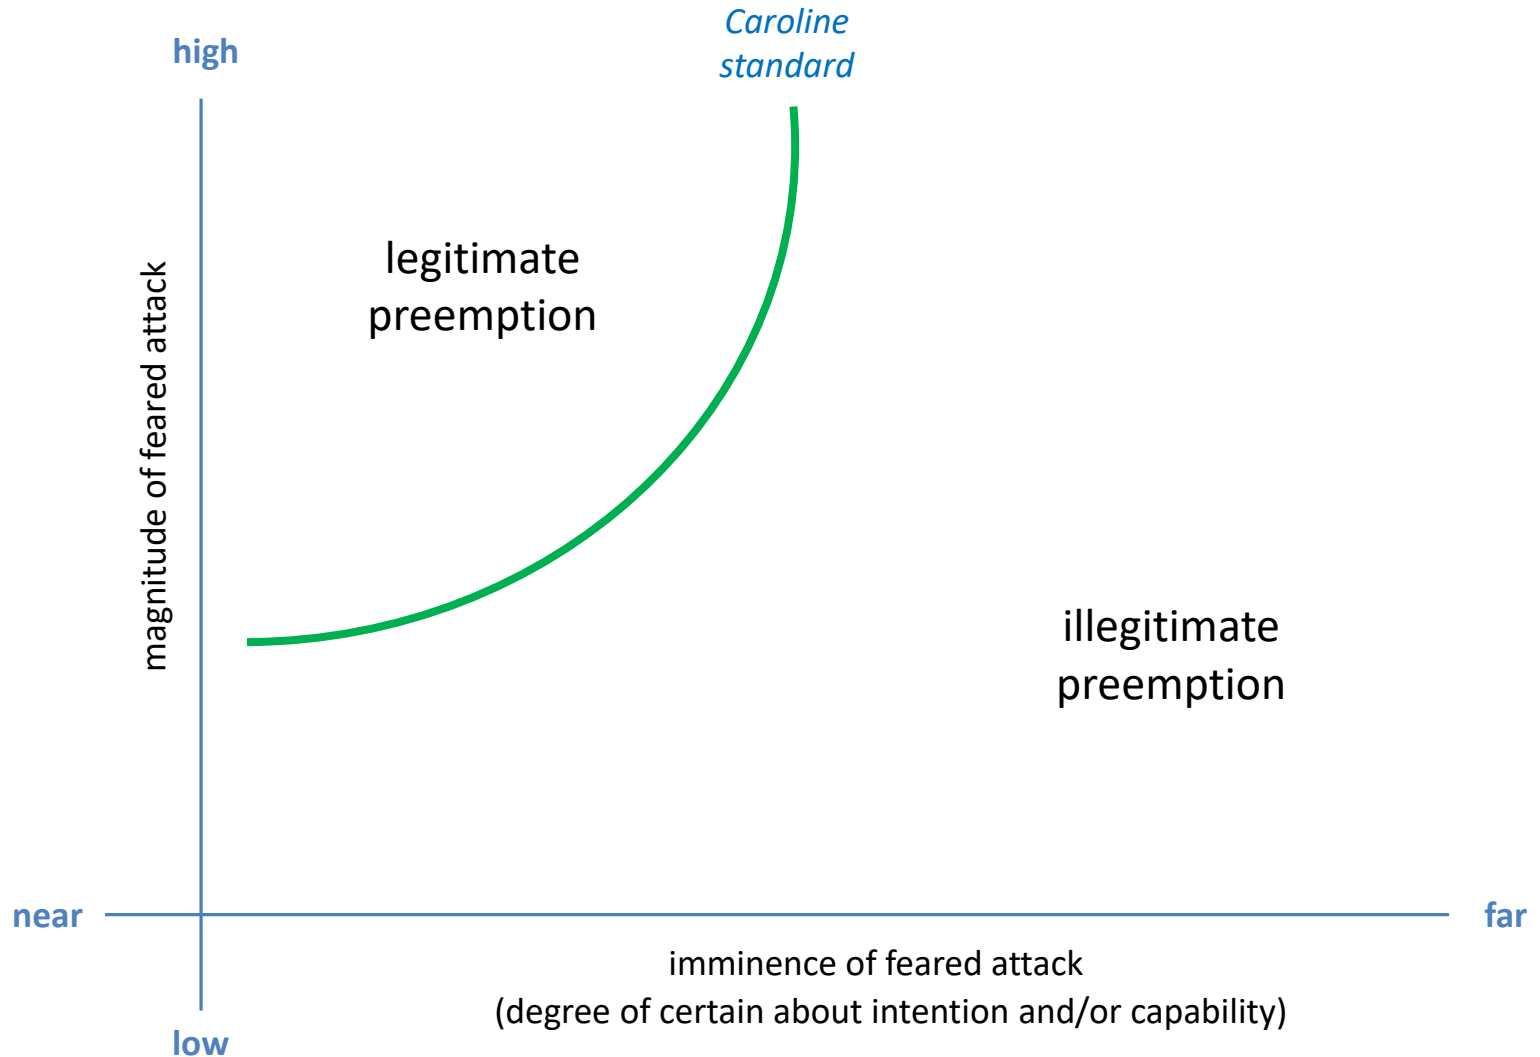 Caroline
standard
high
legitimate
preemption
magnitude of feared attack
illegitimate
preemption
near
far
imminence of feared attack
(degree of certain about intention and/or capability)
low